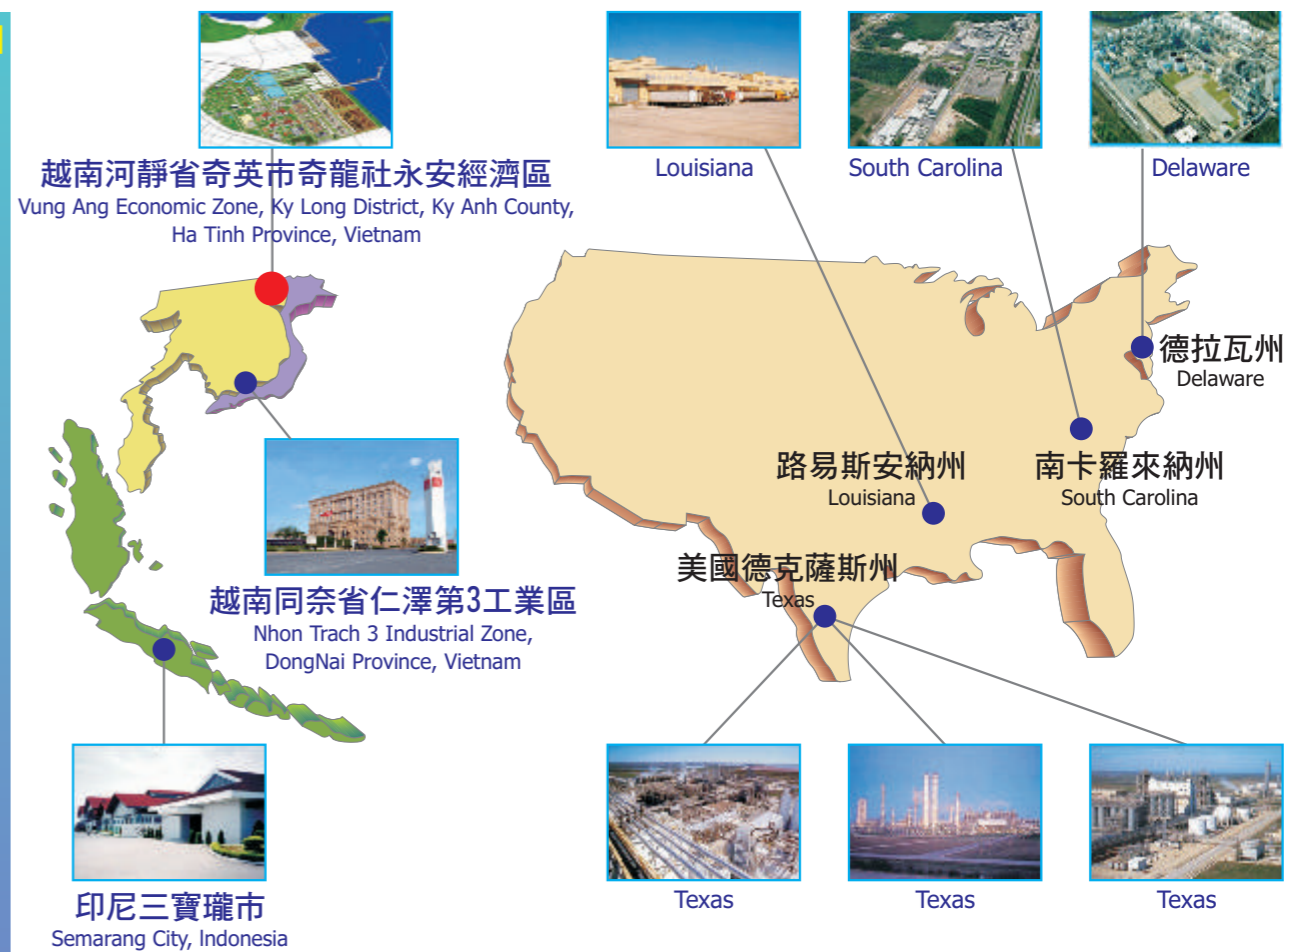 Louisiana
South Carolina
Delaware
越南河靜省奇英市奇龍社永安經濟區
Vung Ang Economic Zone, Ky Long District, Ky Anh County,
Ha Tinh Province, Vietnam
德拉瓦州
Delaware
路易斯安納州
Louisiana
南卡羅來納州
South Carolina
美國德克薩斯州
Texas
越南同奈省仁澤第3工業區
Nhon Trach 3 Industrial Zone,
DongNai Province, Vietnam
印尼三寶瓏市
Semarang City, Indonesia
Texas
Texas
Texas